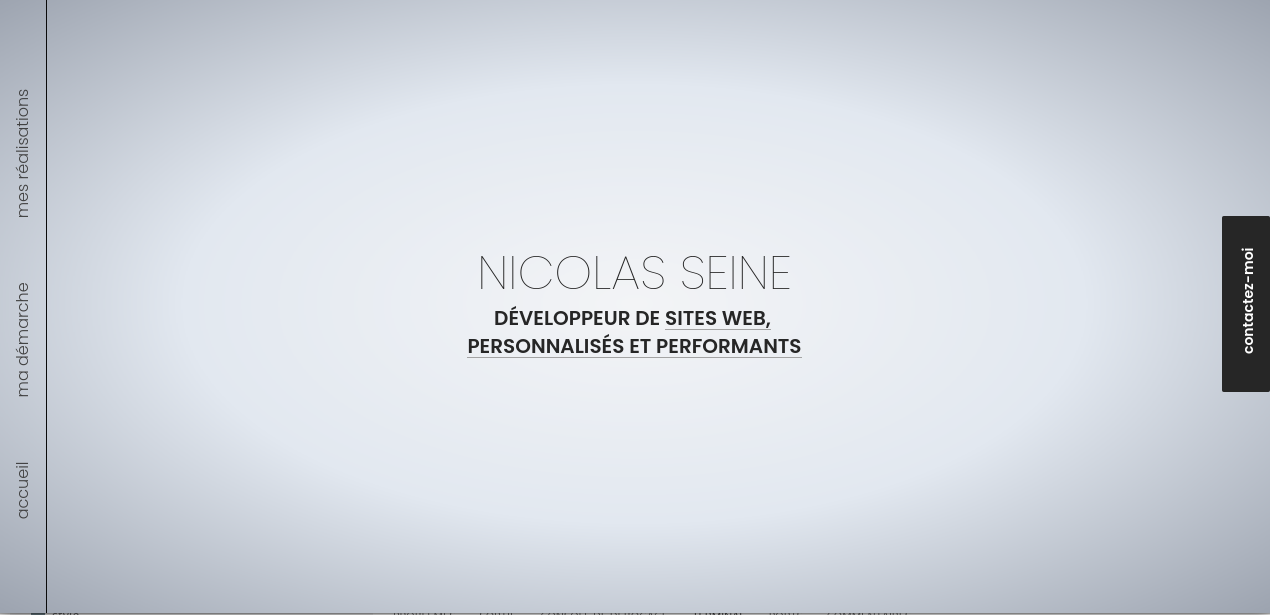 mes réalisations
ma démarche
accueil
NICOLAS SEINE
DÉVELOPPEUR DE SITES WEB,
PERSONNALISÉS ET PERFORMANTS
contactez-moi